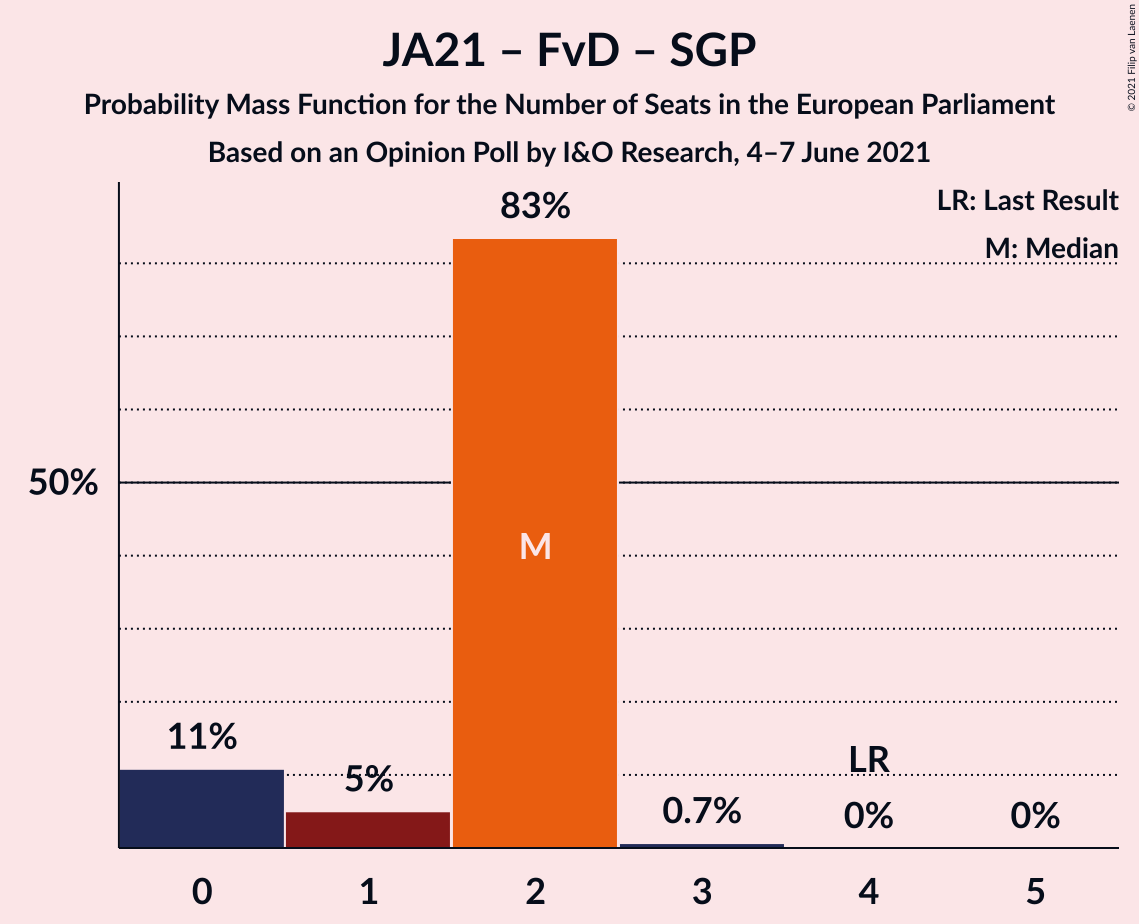 JA21 – FvD – SGP
Probability Mass Function for the Number of Seats in the European Parliament
Based on an Opinion Poll by I&O Research, 4–7 June 2021
© 2021 Filip van Laenen
LR: Last Result
M: Median
83%
50%
M
11%
5%
0.7%
LR
0%
0%
0 1 2 3 4 5